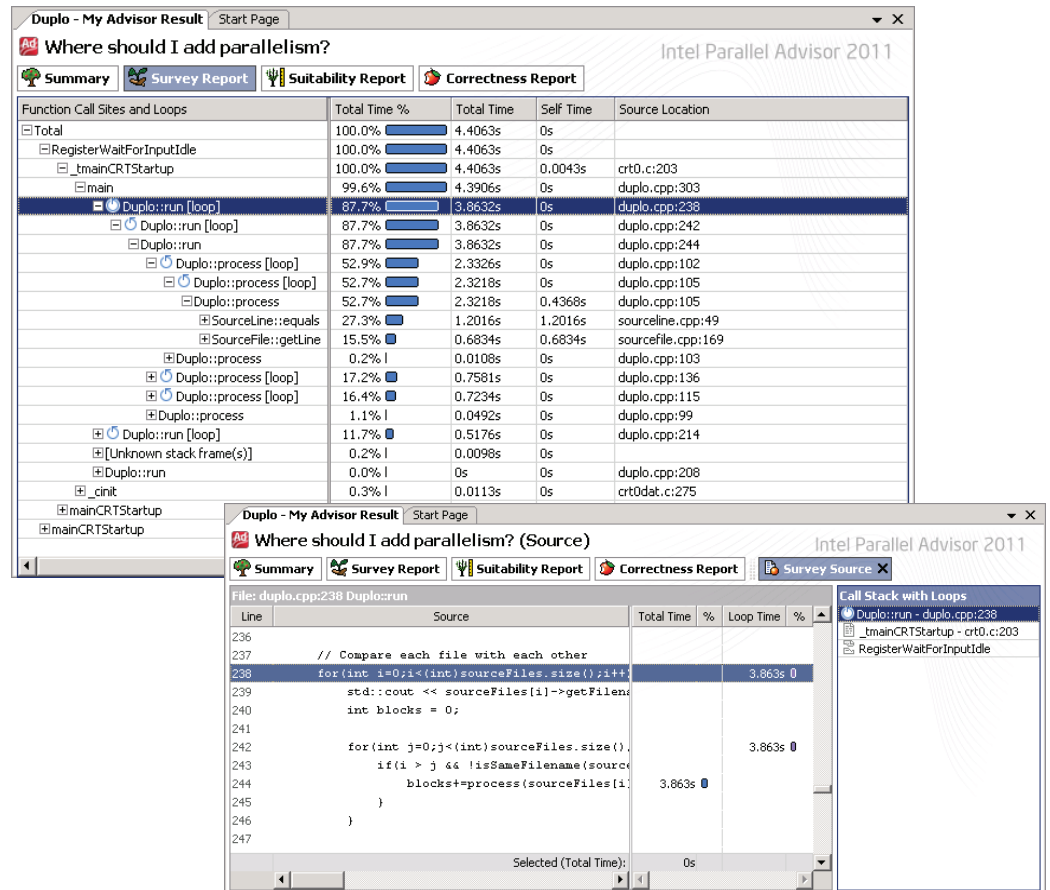 Duplo - My Advisor Result Start Page
Where should I add parallelism? Intel Parallel Advisor 2011
Summary Survey Report Suitability Report Correctness Report
Function Call Sites and Loops Total Time % Total Time Self Time Source Location
Total 100.0% 4.4063s 0s
RegisterWaitForInputIdle 100.0% 4.4063s 0s
_tmainCRTStartup 100.0% 4.4063s 0.0043s crt0.c:203
main 99.6% 4.3906s 0s duplo.cpp:303
Duplo::run [loop] 87.7% 3.8632s 0s duplo.cpp:238
Duplo::run [loop] 87.7% 3.8632s 0s duplo.cpp:242
Duplo::run 87.7% 3.8632s 0s duplo.cpp:244
Duplo::process [loop] 52.9% 2.3326s 0s duplo.cpp:102
Duplo::process [loop] 52.7% 2.3218s 0s duplo.cpp:105
Duplo::process 52.7% 2.3218s 0.4368s duplo.cpp:105
SourceLine::equals 27.3% 1.2016s 1.2016s sourceline.cpp:49
SourceFile::getLine 15.5% 0.6834s 0.6834s sourcefile.cpp:169
Duplo::process 0.2% 0.0108s 0s duplo.cpp:103
Duplo::process [loop] 17.2% 0.7581s 0s duplo.cpp:136
Duplo::process [loop] 16.4% 0.7234s 0s duplo.cpp:115
Duplo::process 1.1% 0.0492s 0s duplo.cpp:99
Duplo::run [loop] 11.7% 0.5176s 0s duplo.cpp:214
[Unknown stack frame(s)] 0.2% 0.0098s 0s
Duplo::run 0.0% 0s 0s duplo.cpp:208
_cinit 0.3% 0.0113s 0s crt0dat.c:275
mainCRTStartup
mainCRTStartup
Duplo - My Advisor Result Start Page
Where should I add parallelism? (Source) Intel Parallel Advisor 2011
Summary Survey Report Suitability Report Correctness Report Survey Source
File: duplo.cpp:238 Duplo::run
Line Source Total Time % Loop Time %
236
237 // Compare each file with each other
238 for(int i=0;i<(int)sourceFiles.size();i++) 3.863s
239 std::cout << sourceFiles[i]->getFilena
240 int blocks = 0;
241
242 for(int j=0;j<(int)sourceFiles.size(), 3.863s
243 if(i > j && !isSameFilename(source
244 blocks+=process(sourceFiles[i] 3.863s
245 }
246 }
247
Selected (Total Time): 0s
Call Stack with Loops
Duplo::run - duplo.cpp:238
_tmainCRTStartup - crt0.c:203
RegisterWaitForInputIdle